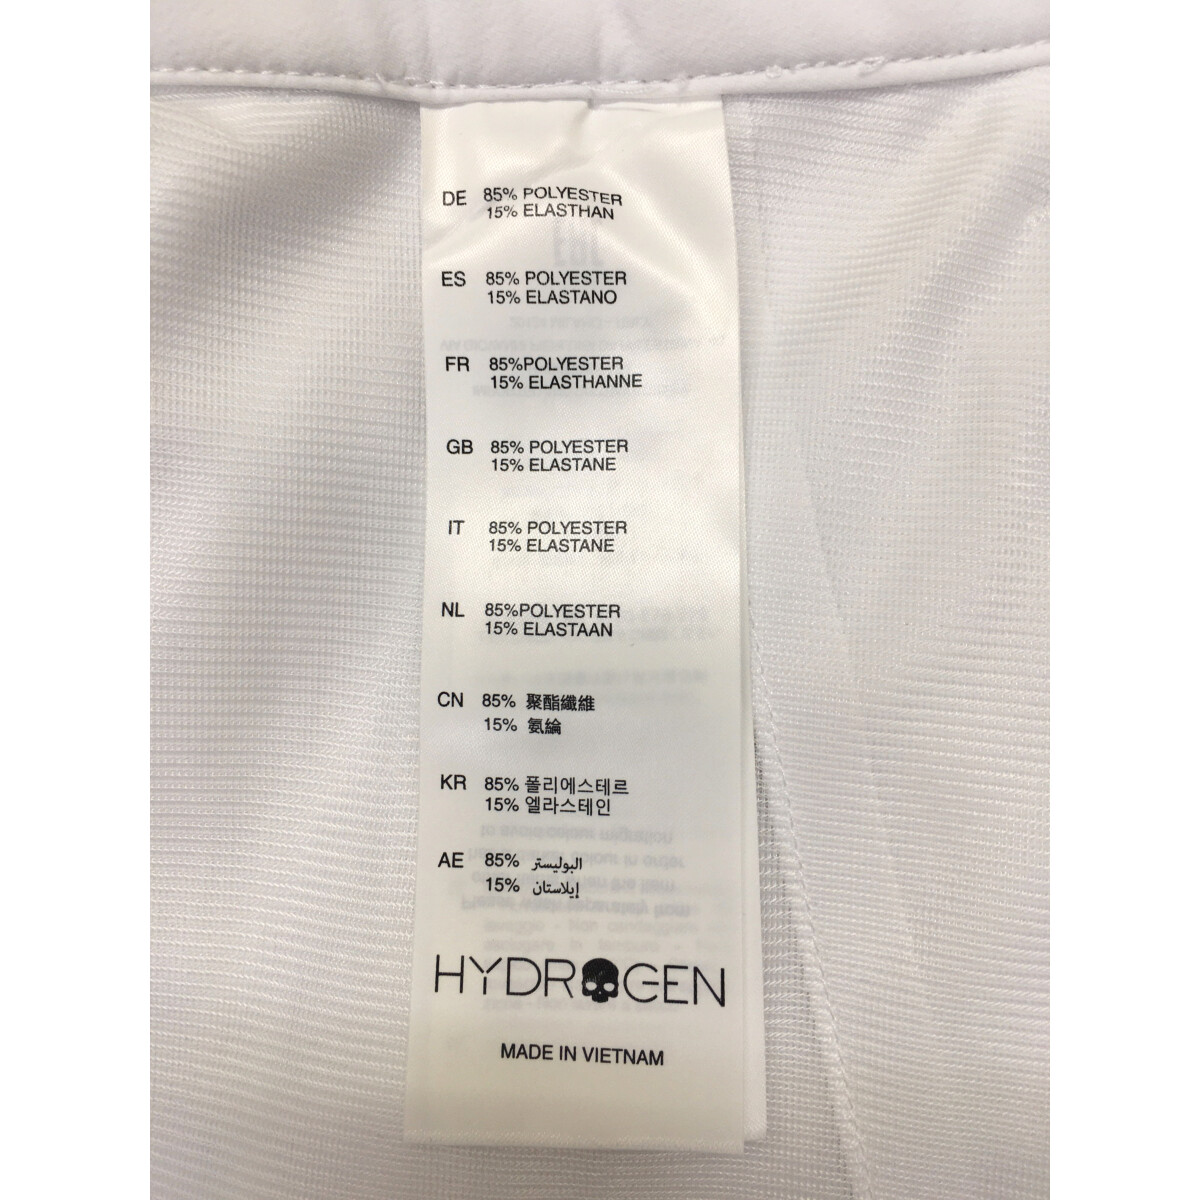 DE 85% POLYESTER
15% ELASTHAN
ES 85% POLYESTER
15% ELASTANO
FR 85%POLYESTER
15% ELASTHANNE
GB 85% POLYESTER
15% ELASTANE
IT 85% POLYESTER
15% ELASTANE
NL 85%POLYESTER
15% ELASTAAN
CN 85% 聚酯纖維
15% 氨綸
KR 85% 폴리에스테르
15% 엘라스테인
AE 85% البوليستر
15% إيلاستان
HYDROGEN
MADE IN VIETNAM